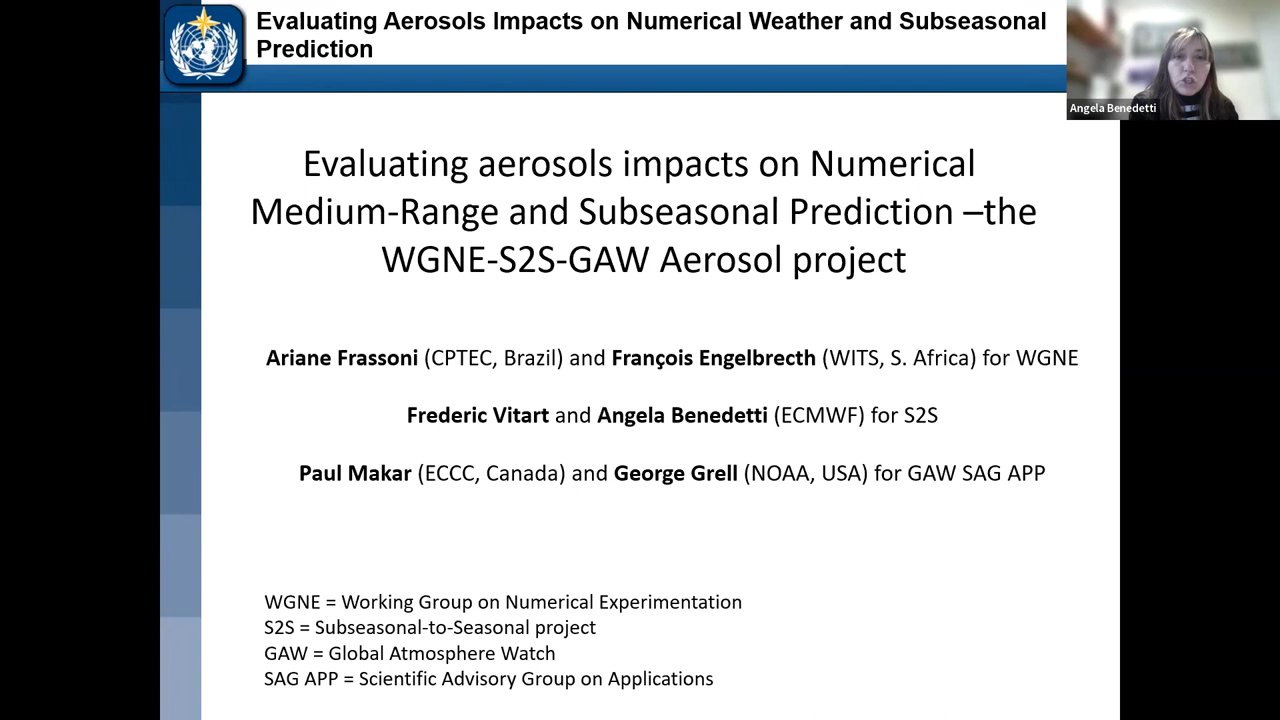 Evaluating Aerosols Impacts on Numerical Weather and Subseasonal
Prediction
Angela Benedetti
Evaluating aerosols impacts on Numerical
Medium-Range and Subseasonal Prediction –the
WGNE-S2S-GAW Aerosol project
Ariane Frassoni (CPTEC, Brazil) and François Engelbrecth (WITS, S. Africa) for WGNE
Frederic Vitart and Angela Benedetti (ECMWF) for S2S
Paul Makar (ECCC, Canada) and George Grell (NOAA, USA) for GAW SAG APP
WGNE = Working Group on Numerical Experimentation
S2S = Subseasonal-to-Seasonal project
GAW = Global Atmosphere Watch
SAG APP = Scientific Advisory Group on Applications